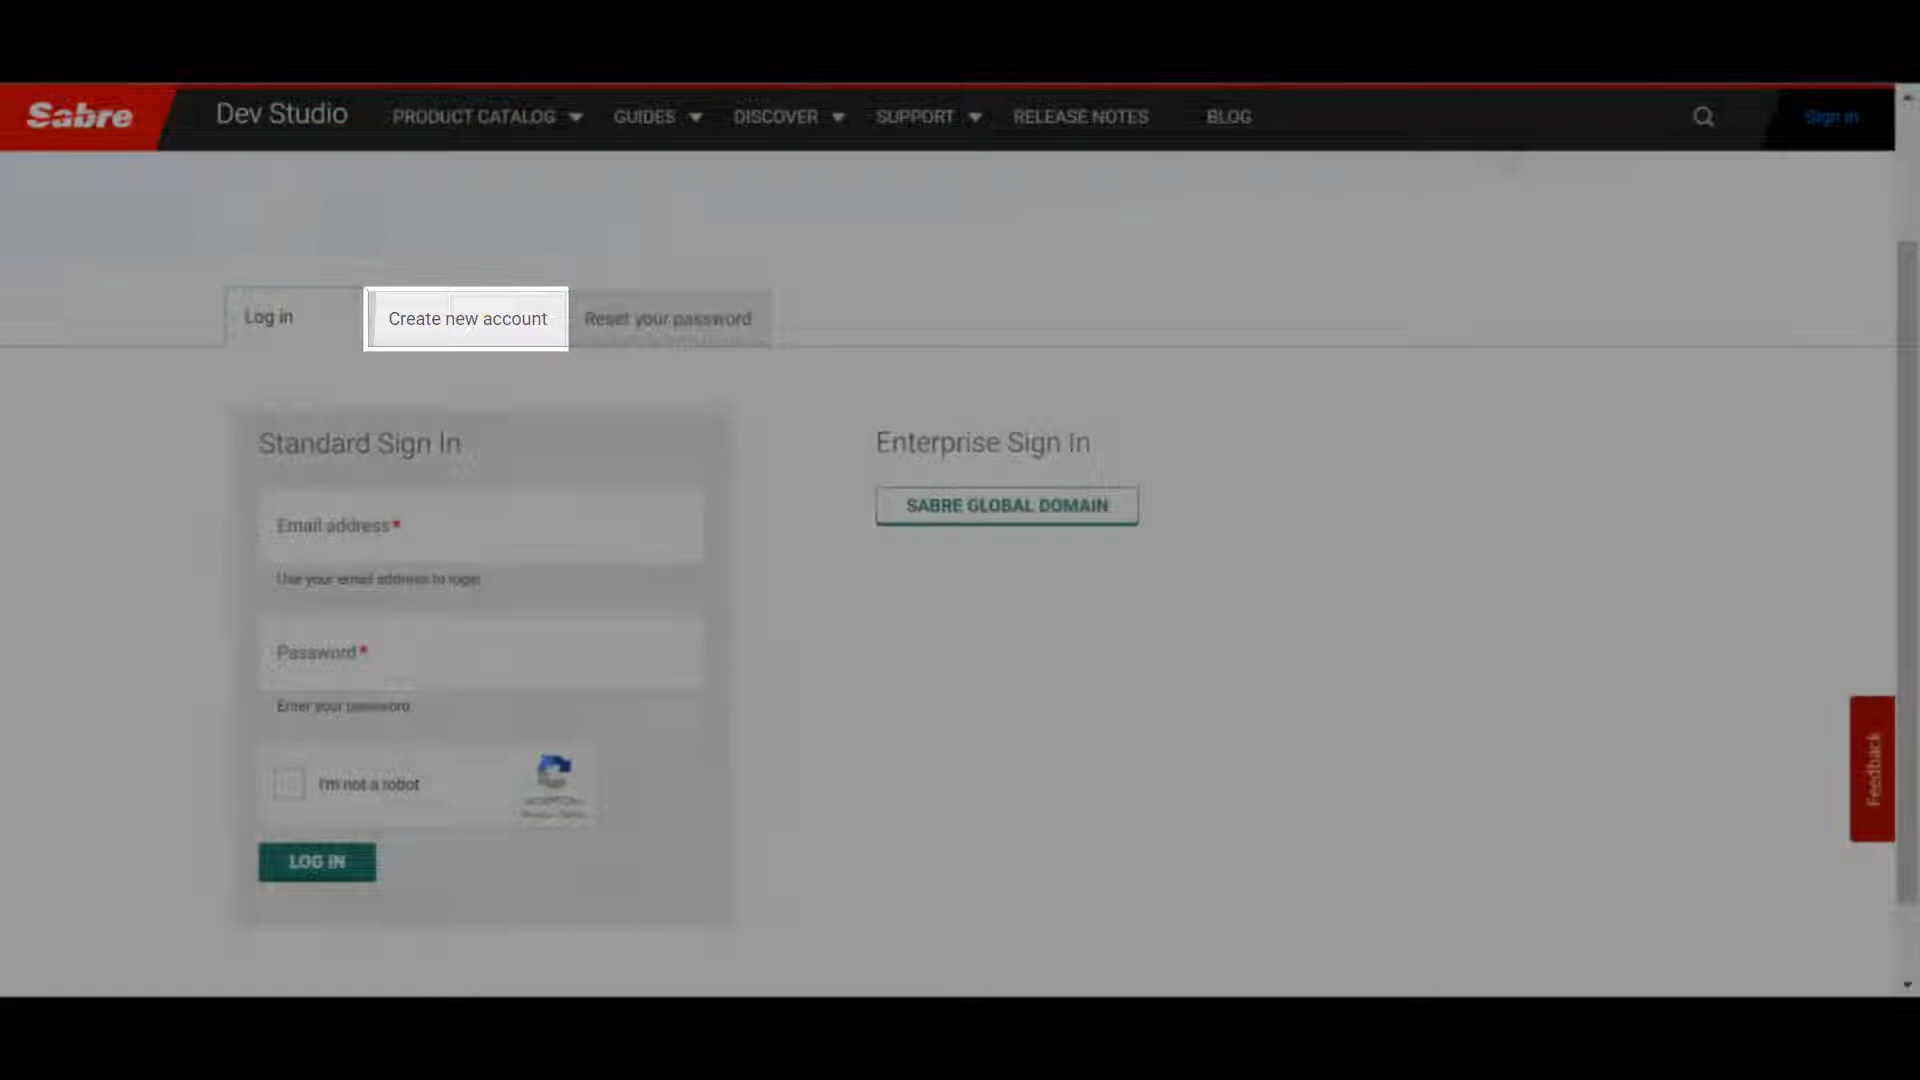 Sabre
Dev Studio
PRODUCT CATALOG
GUIDES
DISCOVER
SUPPORT
RELEASE NOTES
BLOG
Sign in
Log in
Create new account
Reset your password
Standard Sign In
Email address*
Use your email address to login
Password*
Enter your password
I'm not a robot
LOG IN
Enterprise Sign In
SABRE GLOBAL DOMAIN
Feedback